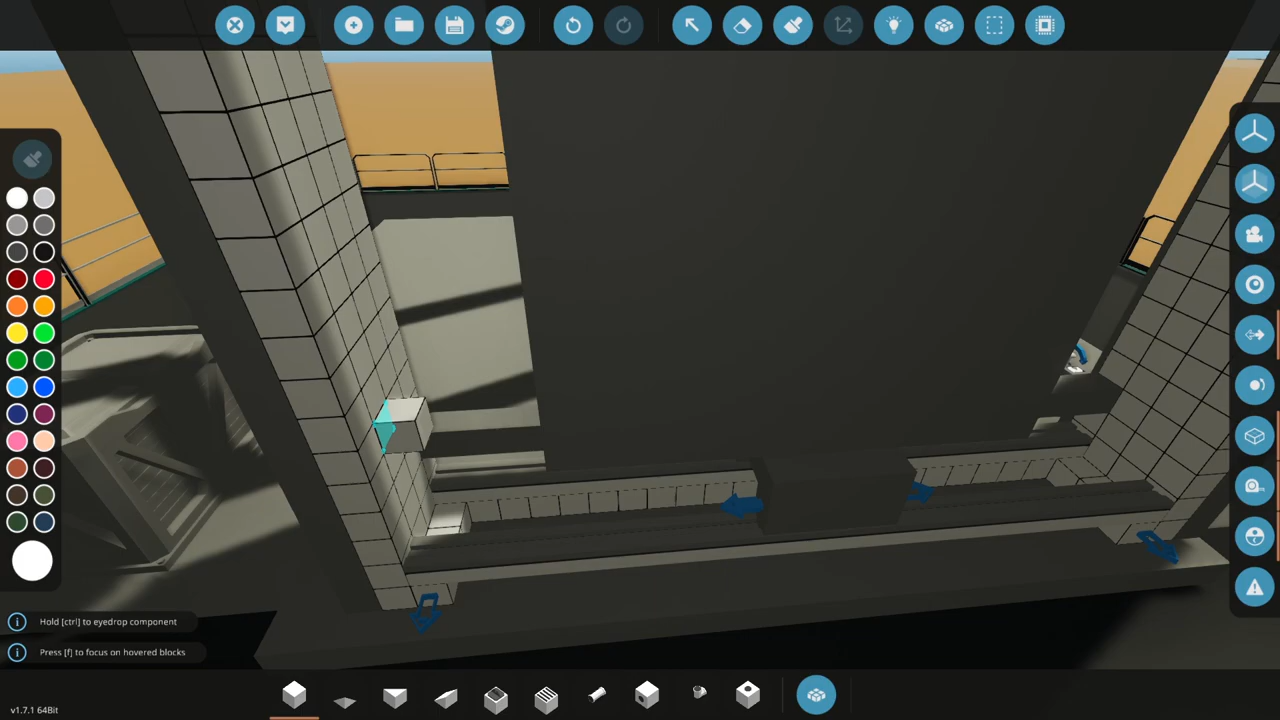 Hold [ctrl] to eyedrop component
Press [f] to focus on hovered blocks
v1.7.1 64Bit